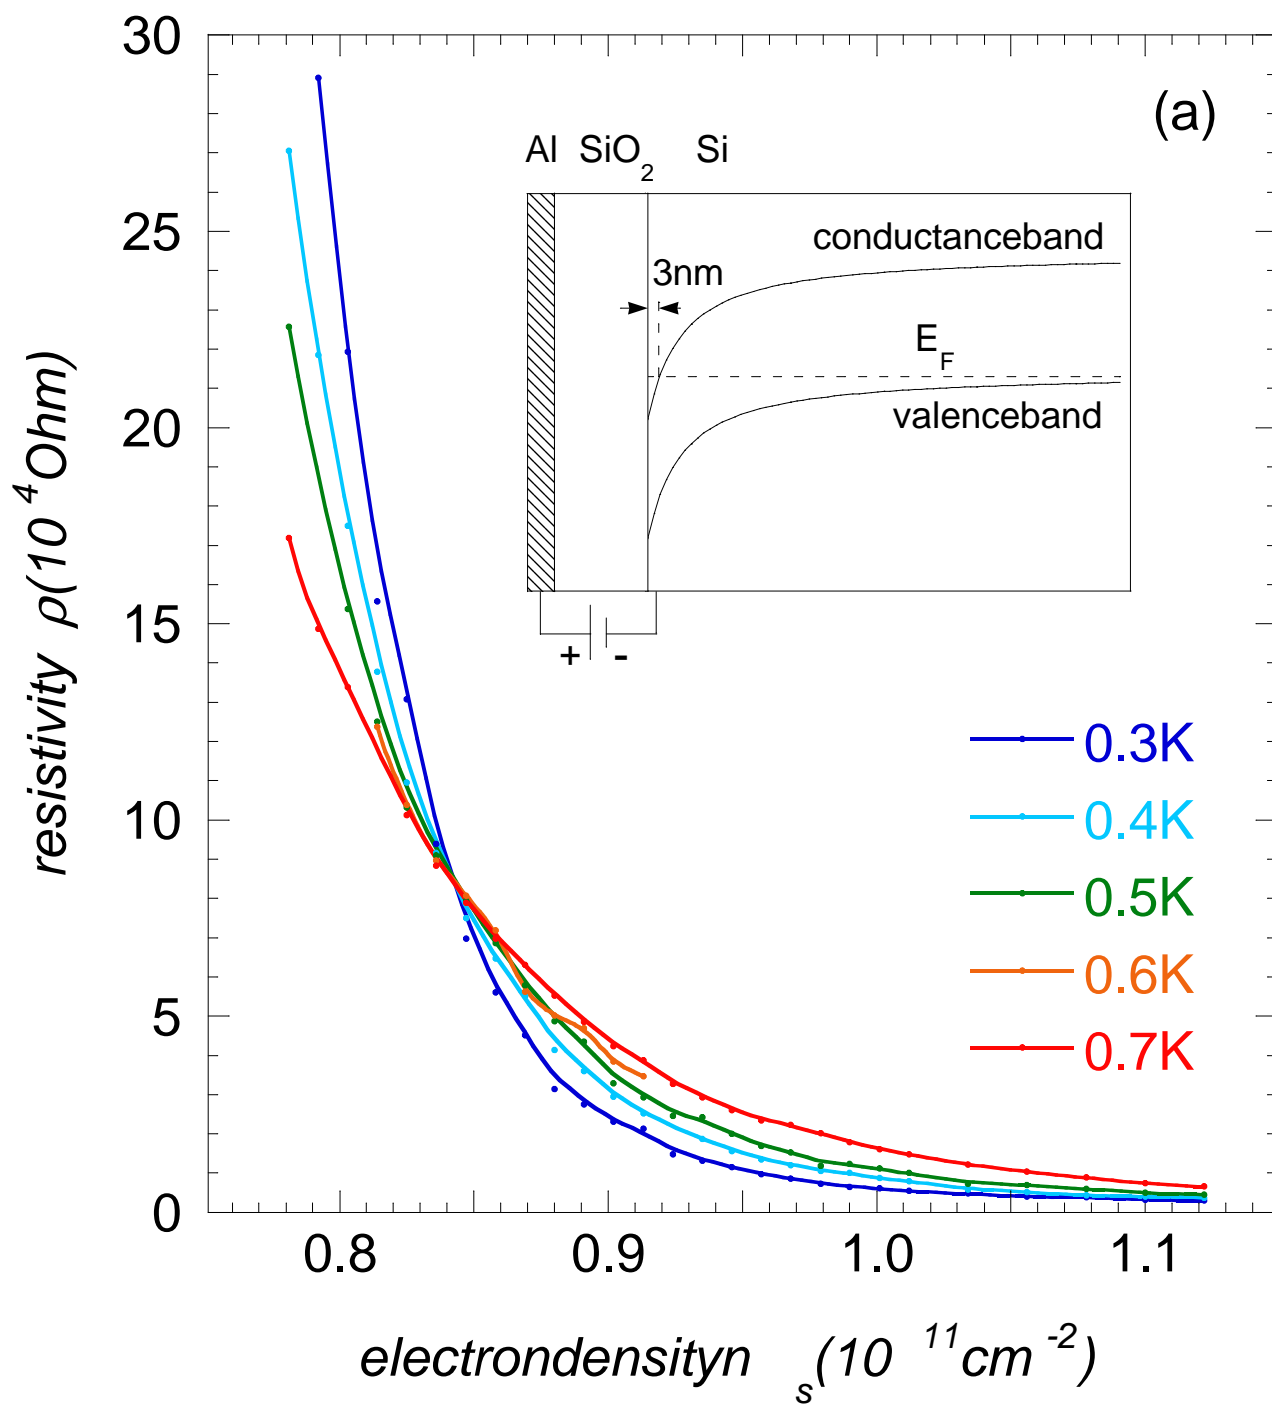 30
(a)
Al SiO2 Si
25
conductanceband
3nm
EF
20
valenceband
resistivity ρ(10 4Ohm)
15
+ -
0.3K
10
0.4K
0.5K
0.6K
5
0.7K
0
0.8 0.9 1.0 1.1
electrondensityn s(10 11cm-2)